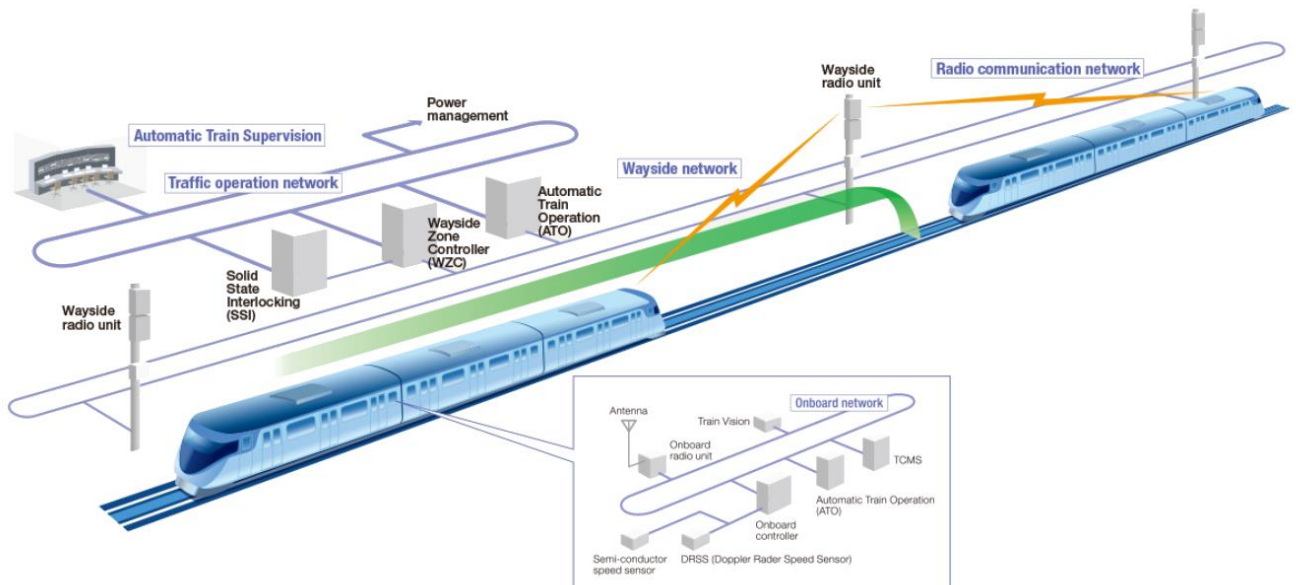 Wayside
radio unit
Radio communication network
Power
management
Automatic Train Supervision
Wayside network
Traffic operation network
Automatic
Train
Operation
(ATO)
Wayside
Zone
Controller
(WZC)
Solid
State
Interlocking
(SSI)
Wayside
radio unit
Onboard network
Antenna
Train Vision
Onboard
radio unit
TCMS
Automatic Train Operation
(ATO)
Onboard
controller
Semi-conductor
speed sensor
DRSS (Doppler Rader Speed Sensor)